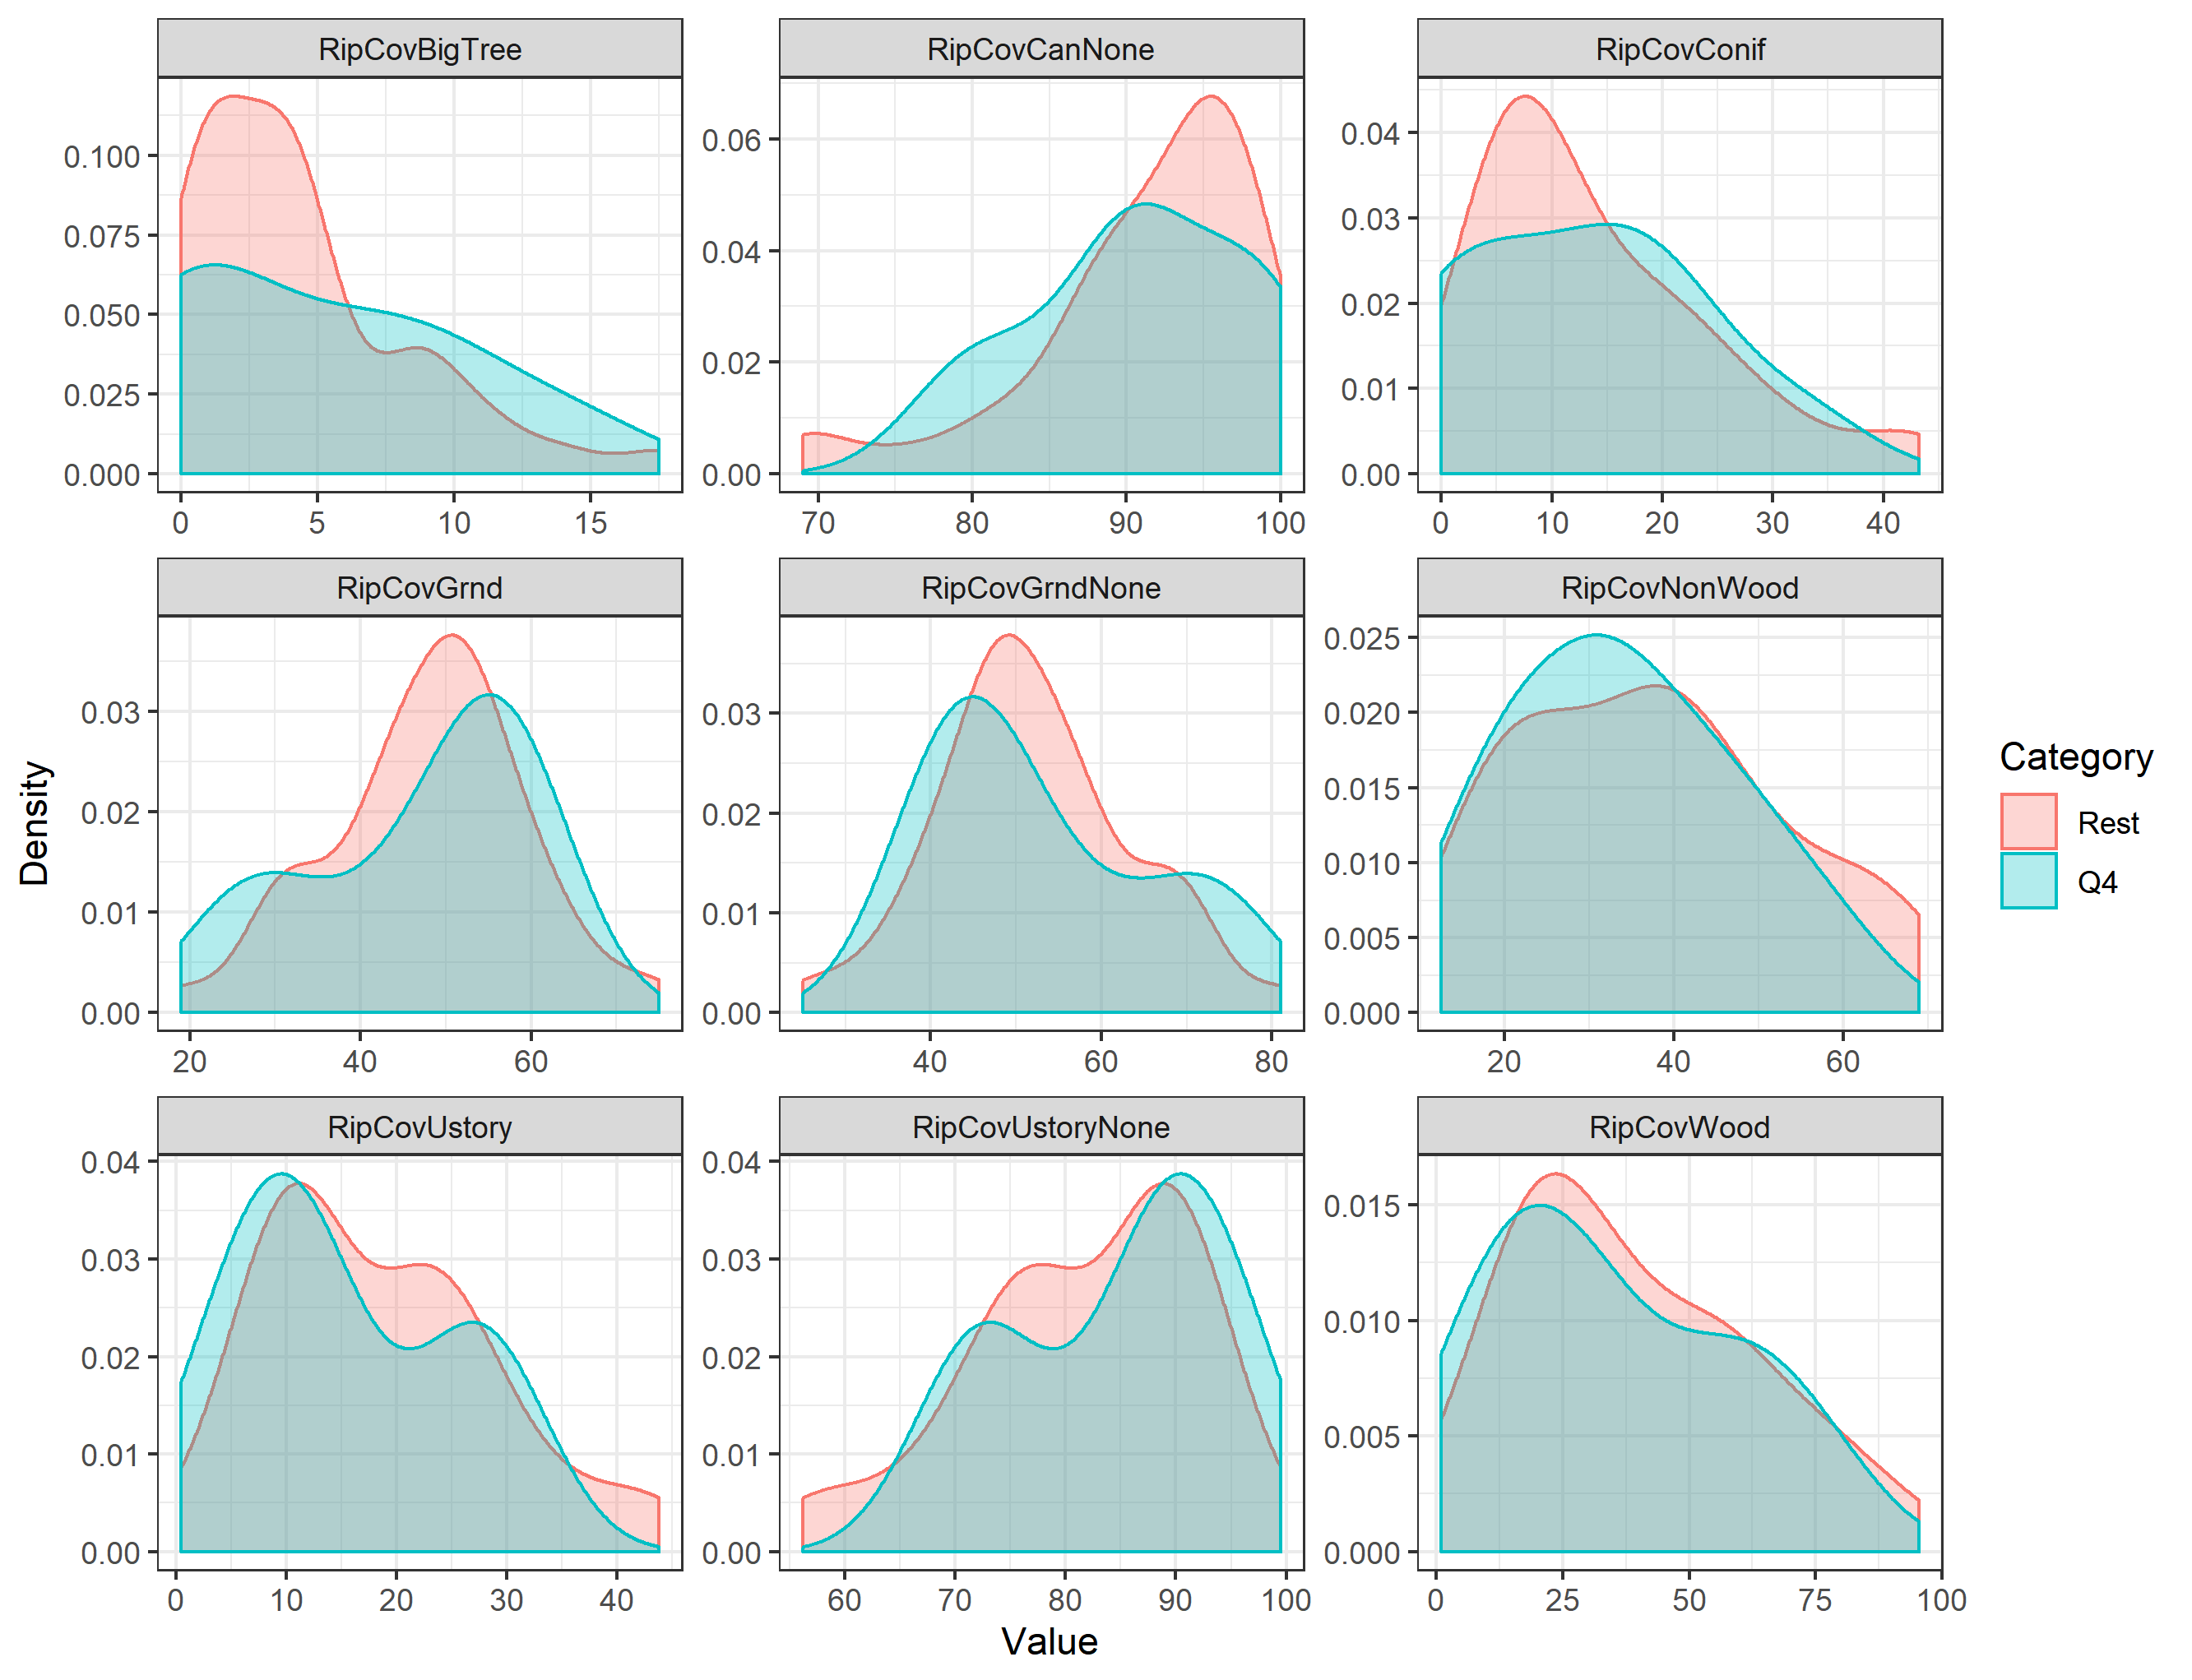 RipCovBigTree RipCovCanNone RipCovConif
0.100 0.06 0.04
0.075 0.04 0.03
0.050 0.02
0.025 0.02 0.01
0.000 0.00 0.00
0 5 10 15 70 80 90 100 0 10 20 30 40
RipCovGrnd RipCovGrndNone RipCovNonWood
0.03 0.03 0.025
0.020
0.02 0.02 0.015
0.01 0.01 0.010
0.005
0.00 0.00 0.000
20 40 60 40 60 80 20 40 60
RipCovUstory RipCovUstoryNone RipCovWood
0.04 0.04 0.015
0.03 0.03 0.010
0.02 0.02 0.005
0.01 0.01
0.00 0.00 0.000
0 10 20 30 40 60 70 80 90 100 0 25 50 75 100
Density
Value
Category
Rest
Q4